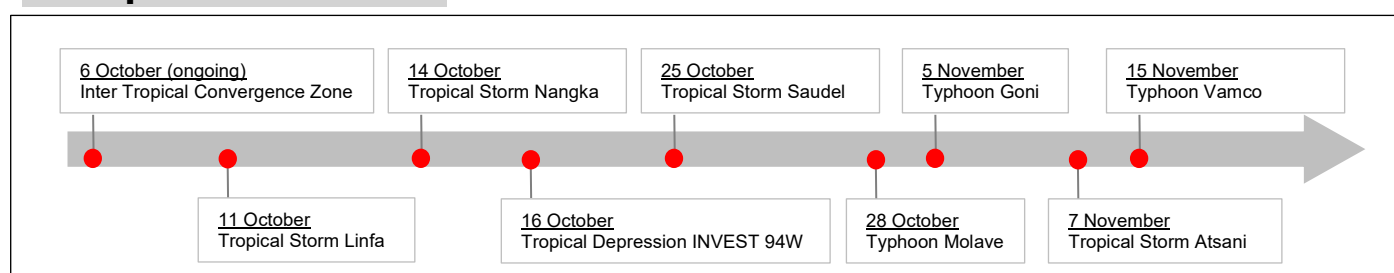 6 October (ongoing)
Inter Tropical Convergence Zone
14 October
Tropical Storm Nangka
25 October
Tropical Storm Saudel
5 November
Typhoon Goni
15 November
Typhoon Vamco
11 October
Tropical Storm Linfa
16 October
Tropical Depression INVEST 94W
28 October
Typhoon Molave
7 November
Tropical Storm Atsani